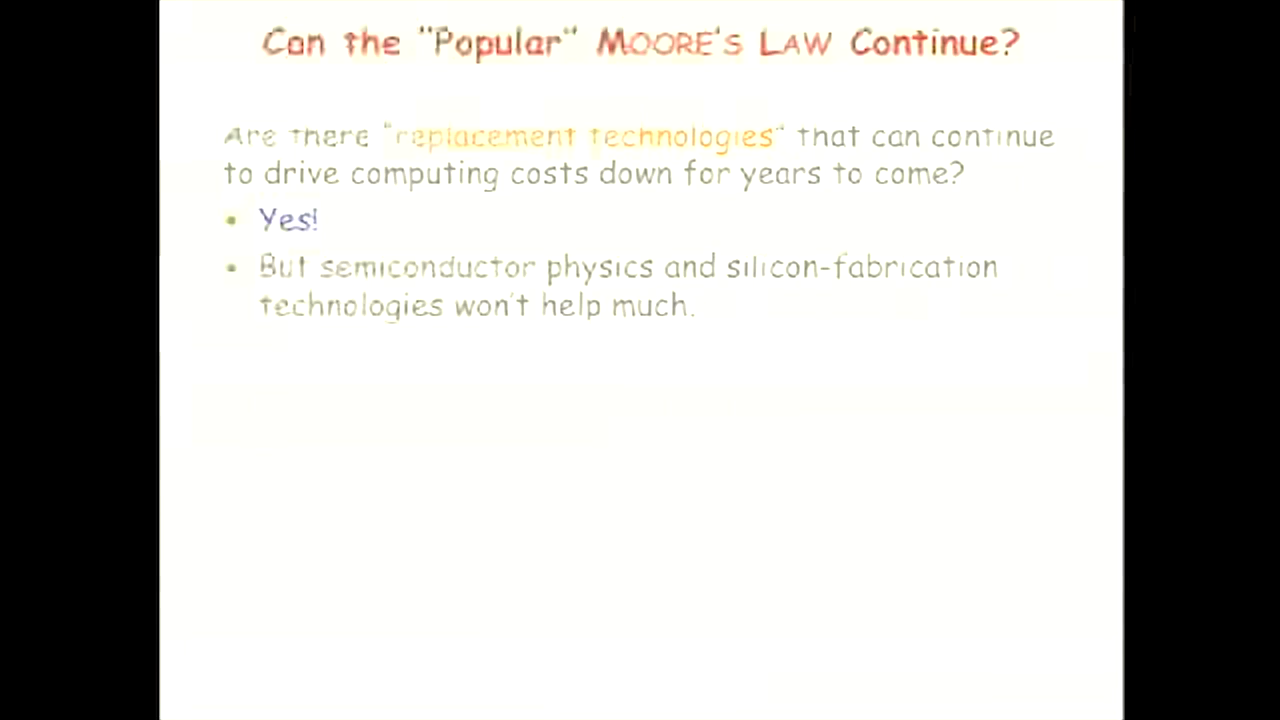 Can the "Popular" MOORE'S LAW Continue?
Are there "replacement technologies" that can continue
to drive computing costs down for years to come?
• Yes!
• But semiconductor physics and silicon-fabrication
technologies won't help much.